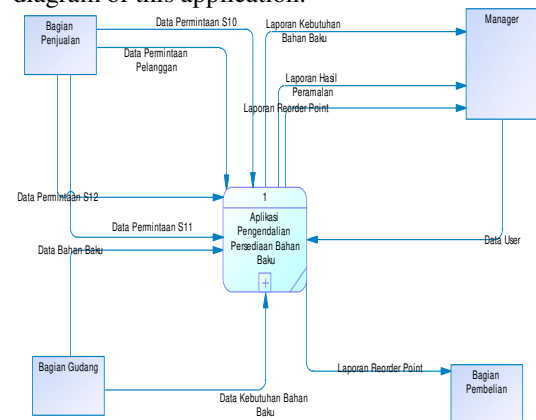 diagram of this application.
Bagian
Penjualan
Data Permintaan S10
Data Permintaan
Pelanggan
Laporan Kebutuhan
Bahan Baku
Manager
Laporan Hasil
Peramalan
Laporan Reorder Point
Data Permintaan S12
Data Permintaan S11
Data Bahan Baku
1
Aplikasi
Pengendalian
Persediaan Bahan
Baku
Data User
Bagian Gudang
Data Kebutuhan Bahan
Baku
Laporan Reorder Point
Bagian
Pembelian